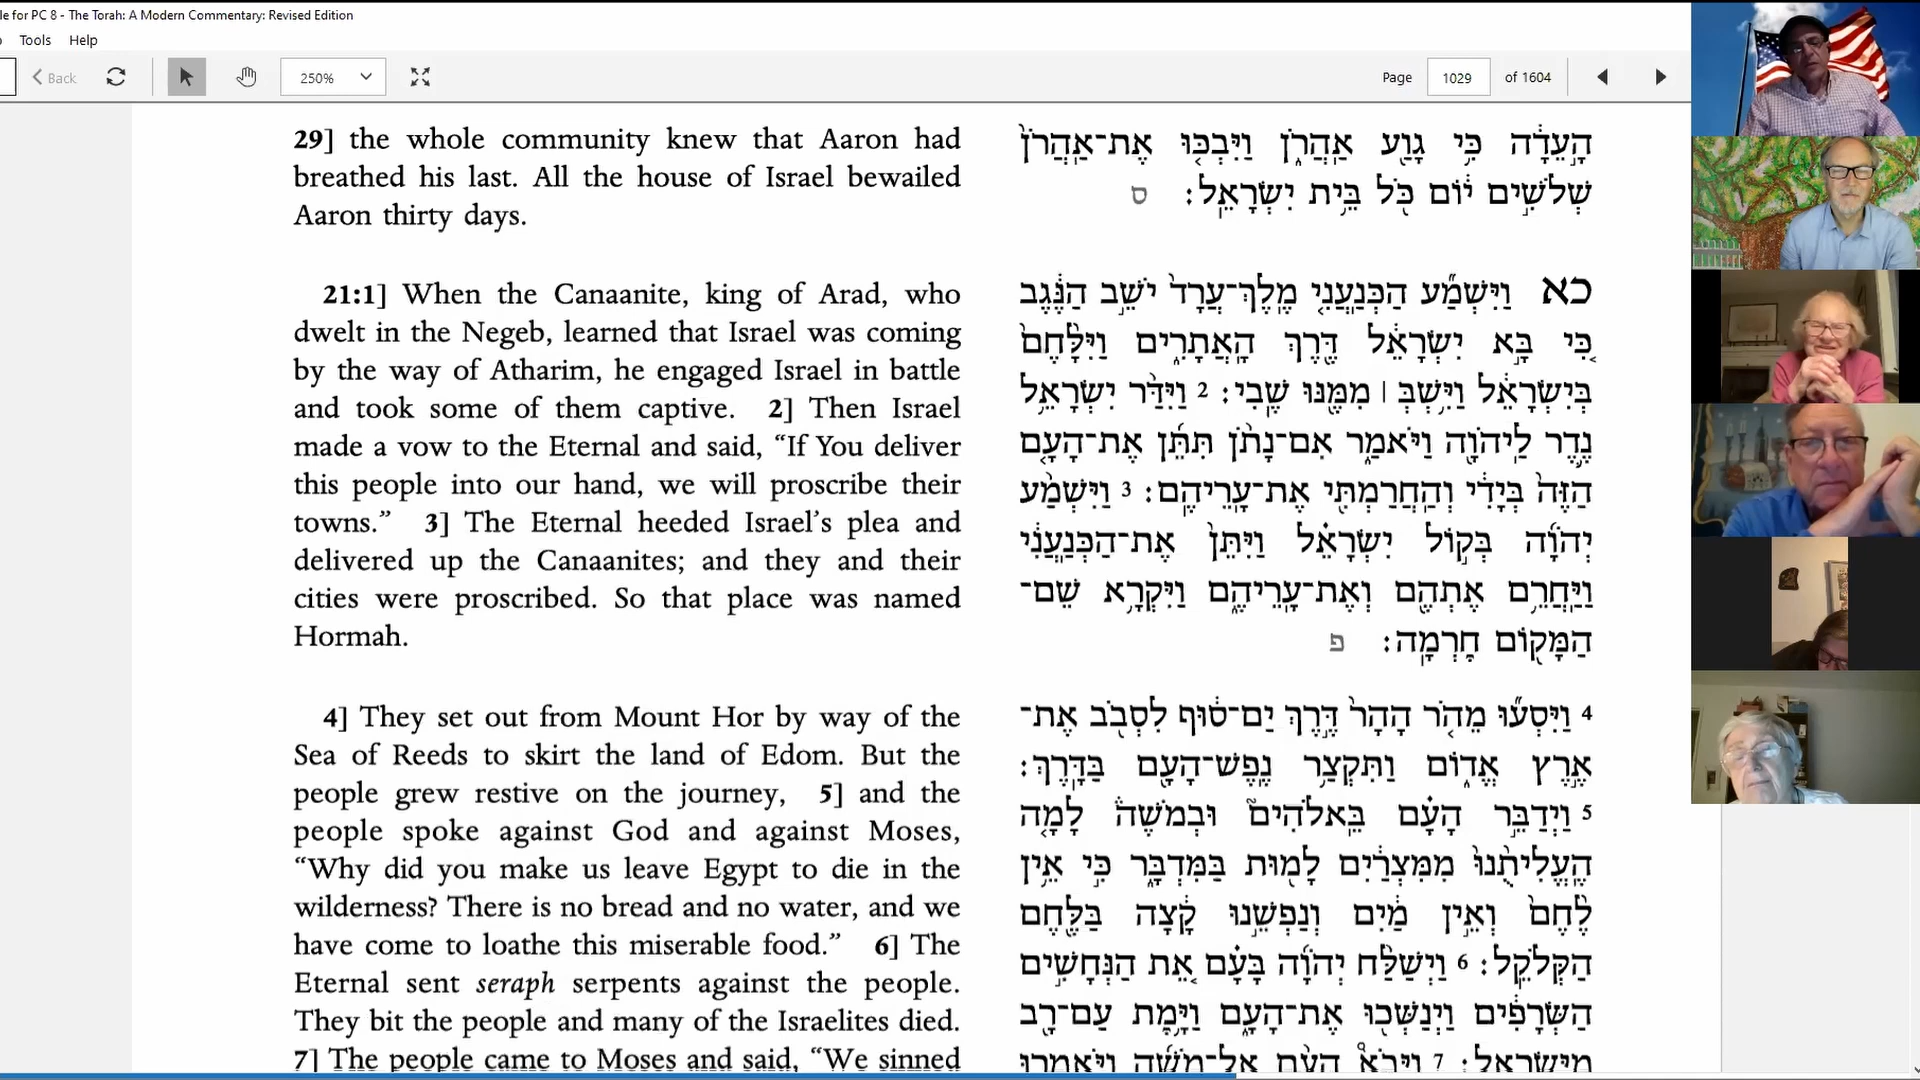 le for PC 8 - The Torah: A Modern Commentary: Revised Edition
Tools Help
Back 250% Page 1029 of 1604
29] the whole community knew that Aaron had
breathed his last. All the house of Israel bewailed
Aaron thirty days.
21:1] When the Canaanite, king of Arad, who
dwelt in the Negeb, learned that Israel was coming
by the way of Atharim, he engaged Israel in battle
and took some of them captive. 2] Then Israel
made a vow to the Eternal and said, “If You deliver
this people into our hand, we will proscribe their
towns.” 3] The Eternal heeded Israel’s plea and
delivered up the Canaanites; and they and their
cities were proscribed. So that place was named
Hormah.
4] They set out from Mount Hor by way of the
Sea of Reeds to skirt the land of Edom. But the
people grew restive on the journey, 5] and the
people spoke against God and against Moses,
“Why did you make us leave Egypt to die in the
wilderness? There is no bread and no water, and we
have come to loathe this miserable food.” 6] The
Eternal sent seraph serpents against the people.
They bit the people and many of the Israelites died.
7] The people came to Moses and said, “We sinned
הָ֣עֵדָ֔ה כִּ֥י גָוַ֖ע אַהֲרֹ֑ן וַיִּבְכּ֤וּ אֶֽת־אַהֲרֹן֙
שְׁלֹשִׁ֣ים י֔וֹם כֹּ֖ל בֵּ֥ית יִשְׂרָאֵֽל׃ ס
כא וַיִּשְׁמַ֞ע הַכְּנַעֲנִ֤י מֶֽלֶךְ־עֲרָד֙ יֹשֵׁ֣ב הַנֶּ֔גֶב
כִּ֚י בָּ֣א יִשְׂרָאֵ֔ל דֶּ֖רֶךְ הָאֲתָרִ֑ים וַיִּלָּ֙חֶם֙
בְּיִשְׂרָאֵ֔ל וַיִּ֥שְׁבְּ ׀ מִמֶּ֖נּוּ שֶֽׁבִי׃ 2 וַיִּדַּ֨ר יִשְׂרָאֵ֥ל
נֶ֛דֶר לַֽיהֹוָ֖ה וַיֹּאמַ֑ר אִם־נָתֹ֨ן תִּתֵּ֜ן אֶת־הָעָ֤ם
הַזֶּה֙ בְּיָדִ֔י וְהַֽחֲרַמְתִּ֖י אֶת־עָרֵיהֶֽם׃ 3 וַיִּשְׁמַ֨ע
יְהֹוָ֜ה בְּק֣וֹל יִשְׂרָאֵ֗ל וַיִּתֵּן֙ אֶת־הַֽכְּנַעֲנִ֔י
וַיַּחֲרֵ֥ם אֶתְהֶ֖ם וְאֶת־עָרֵיהֶ֑ם וַיִּקְרָ֥א שֵׁם־
הַמָּק֖וֹם חָרְמָֽה׃ פ
4 וַיִּסְע֞וּ מֵהֹ֤ר הָהָר֙ דֶּ֣רֶךְ יַם־ס֔וּף לִסְבֹ֖ב אֶת־
אֶ֣רֶץ אֱד֑וֹם וַתִּקְצַ֥ר נֶֽפֶשׁ־הָעָ֖ם בַּדָּֽרֶךְ׃
5 וַיְדַבֵּ֣ר הָעָ֗ם בֵּֽאלֹהִים֮ וּבְמֹשֶׁה֒ לָמָ֤ה
הֶֽעֱלִיתֻ֙נוּ֙ מִמִּצְרַ֔יִם לָמ֖וּת בַּמִּדְבָּ֑ר כִּ֣י אֵ֥ין
לֶ֙חֶם֙ וְאֵ֣ין מַ֔יִם וְנַפְשֵׁ֣נוּ קָ֔צָה בַּלֶּ֖חֶם
הַקְּלֹקֵֽל׃ 6 וַיְשַׁלַּ֨ח יְהֹוָ֜ה בָּעָ֗ם אֵ֚ת הַנְּחָשִׁ֣ים
הַשְּׂרָפִ֔ים וַֽיְנַשְּׁכ֖וּ אֶת־הָעָ֑ם וַיָּ֥מׇת עַם־רָ֖ב
מִיִּשְׂרָאֵֽל׃ 7 וַיָּבֹא֩ הָעָ֨ם אֶל־מֹשֶׁ֜ה וַיֹּאמְר֣וּ